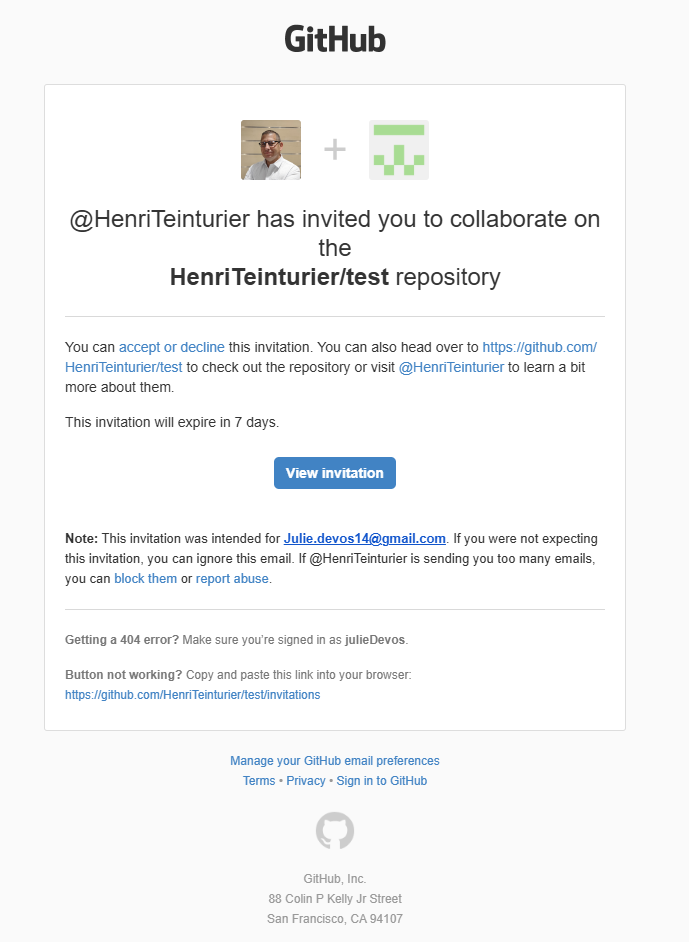 GitHub
@HenriTeinturier has invited you to collaborate on
the
HenriTeinturier/test repository
You can accept or decline this invitation. You can also head over to https://github.com/
HenriTeinturier/test to check out the repository or visit @HenriTeinturier to learn a bit
more about them.
This invitation will expire in 7 days.
View invitation
Note: This invitation was intended for Julie.devos14@gmail.com. If you were not expecting
this invitation, you can ignore this email. If @HenriTeinturier is sending you too many emails,
you can block them or report abuse.
Getting a 404 error? Make sure you’re signed in as julieDevos.
Button not working? Copy and paste this link into your browser:
https://github.com/HenriTeinturier/test/invitations
Manage your GitHub email preferences
Terms • Privacy • Sign in to GitHub
GitHub, Inc.
88 Colin P Kelly Jr Street
San Francisco, CA 94107